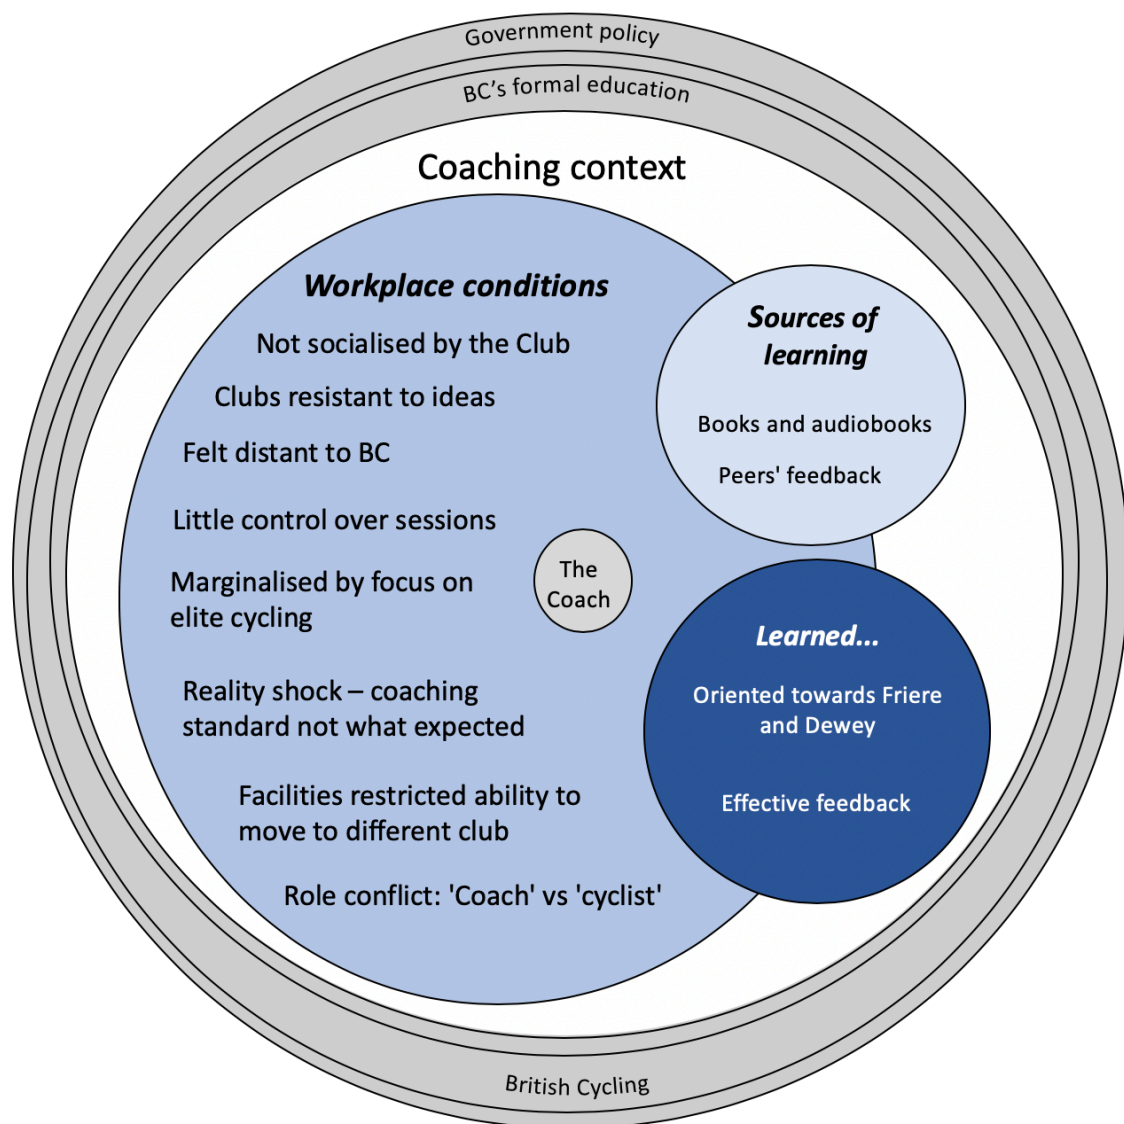 Government policy
BC's formal education
Coaching context
Workplace conditions
Not socialised by the Club
Clubs resistant to ideas
Felt distant to BC
Little control over sessions
Marginalised by focus on
elite cycling
Reality shock – coaching
standard not what expected
Facilities restricted ability to
move to different club
Role conflict: 'Coach' vs 'cyclist'
The
Coach
Sources of
learning
Books and audiobooks
Peers' feedback
Learned...
Oriented towards Friere
and Dewey
Effective feedback
British Cycling